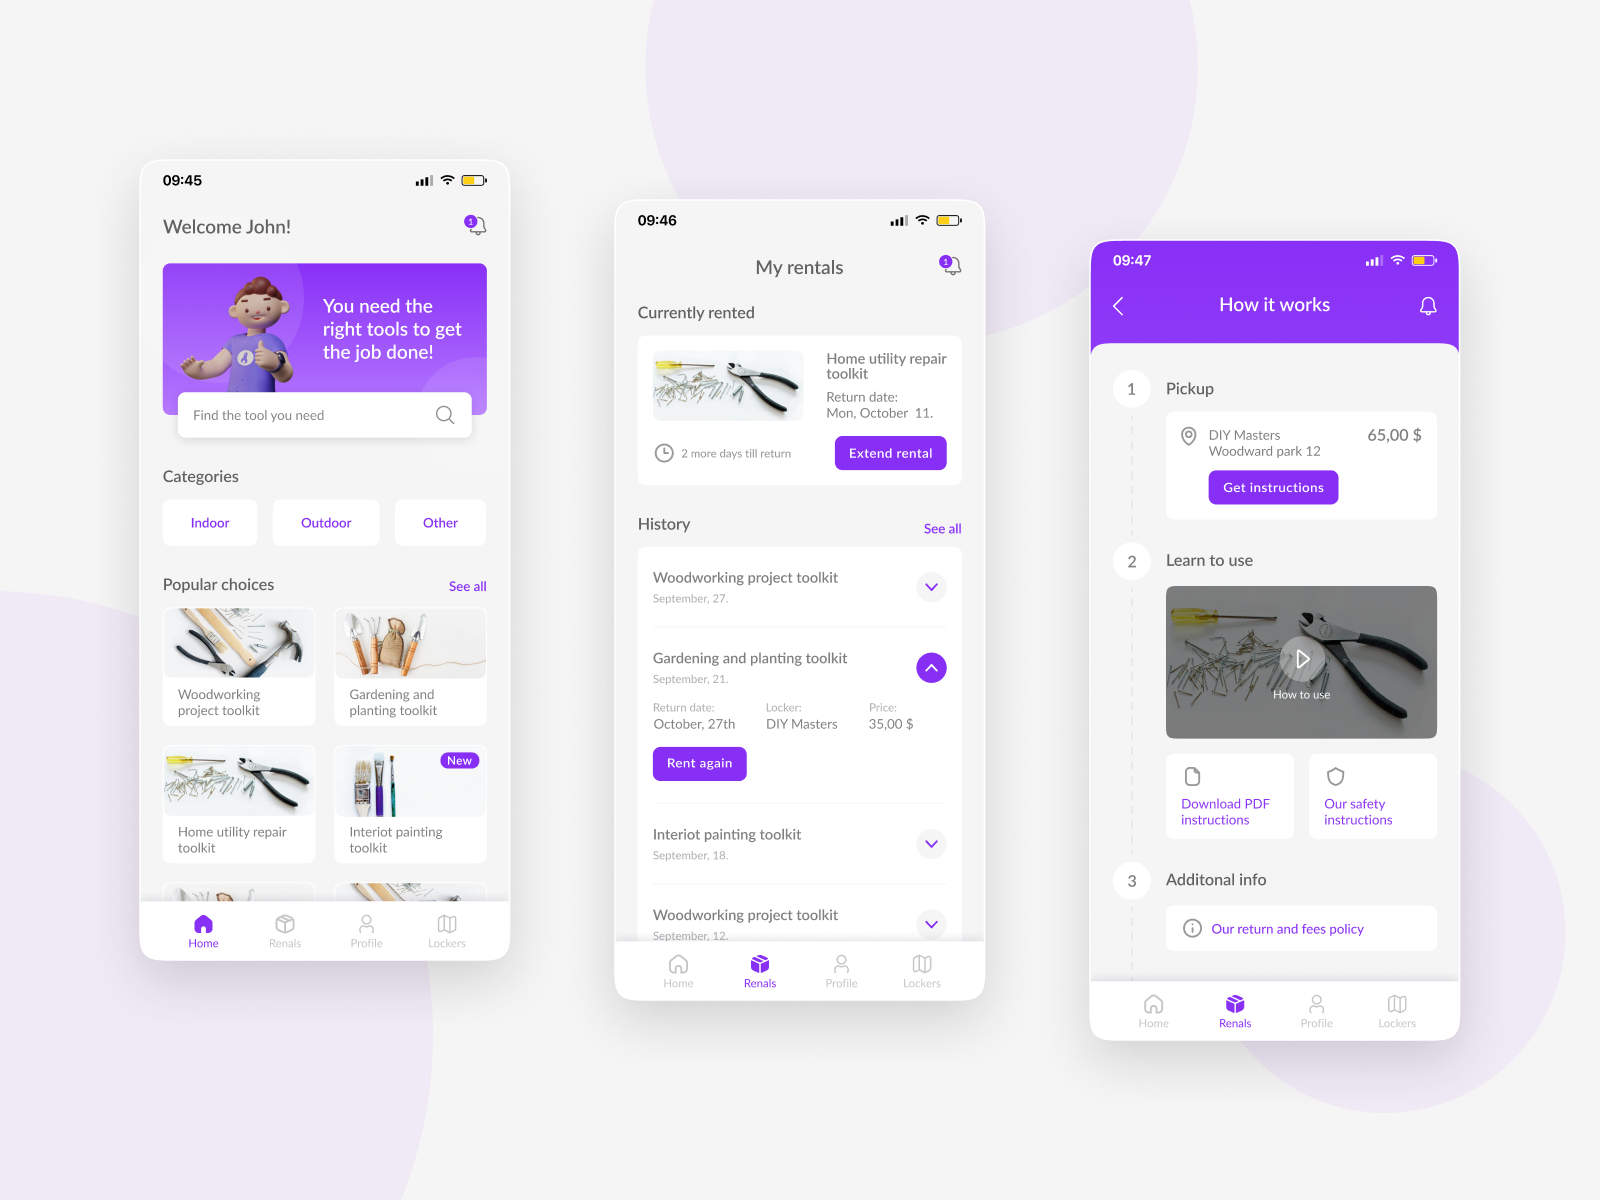 09:45
Welcome John!
1
You need the
right tools to get
the job done!
Find the tool you need
Categories
Indoor
Outdoor
Other
Popular choices
See all
Woodworking
project toolkit
Gardening and
planting toolkit
New
Home utility repair
toolkit
Interiot painting
toolkit
Home
Renals
Profile
Lockers
09:46
My rentals
1
Currently rented
Home utility repair
toolkit
Return date:
Mon, October 11.
2 more days till return
Extend rental
History
See all
Woodworking project toolkit
September, 27.
Gardening and planting toolkit
September, 21.
Return date:
October, 27th
Locker:
DIY Masters
Price:
35,00 $
Rent again
Interiot painting toolkit
September, 18.
Woodworking project toolkit
September, 12.
Home
Renals
Profile
Lockers
09:47
How it works
1
Pickup
DIY Masters
Woodward park 12
65,00 $
Get instructions
2
Learn to use
How to use
Download PDF
instructions
Our safety
instructions
3
Additonal info
Our return and fees policy
Home
Renals
Profile
Lockers